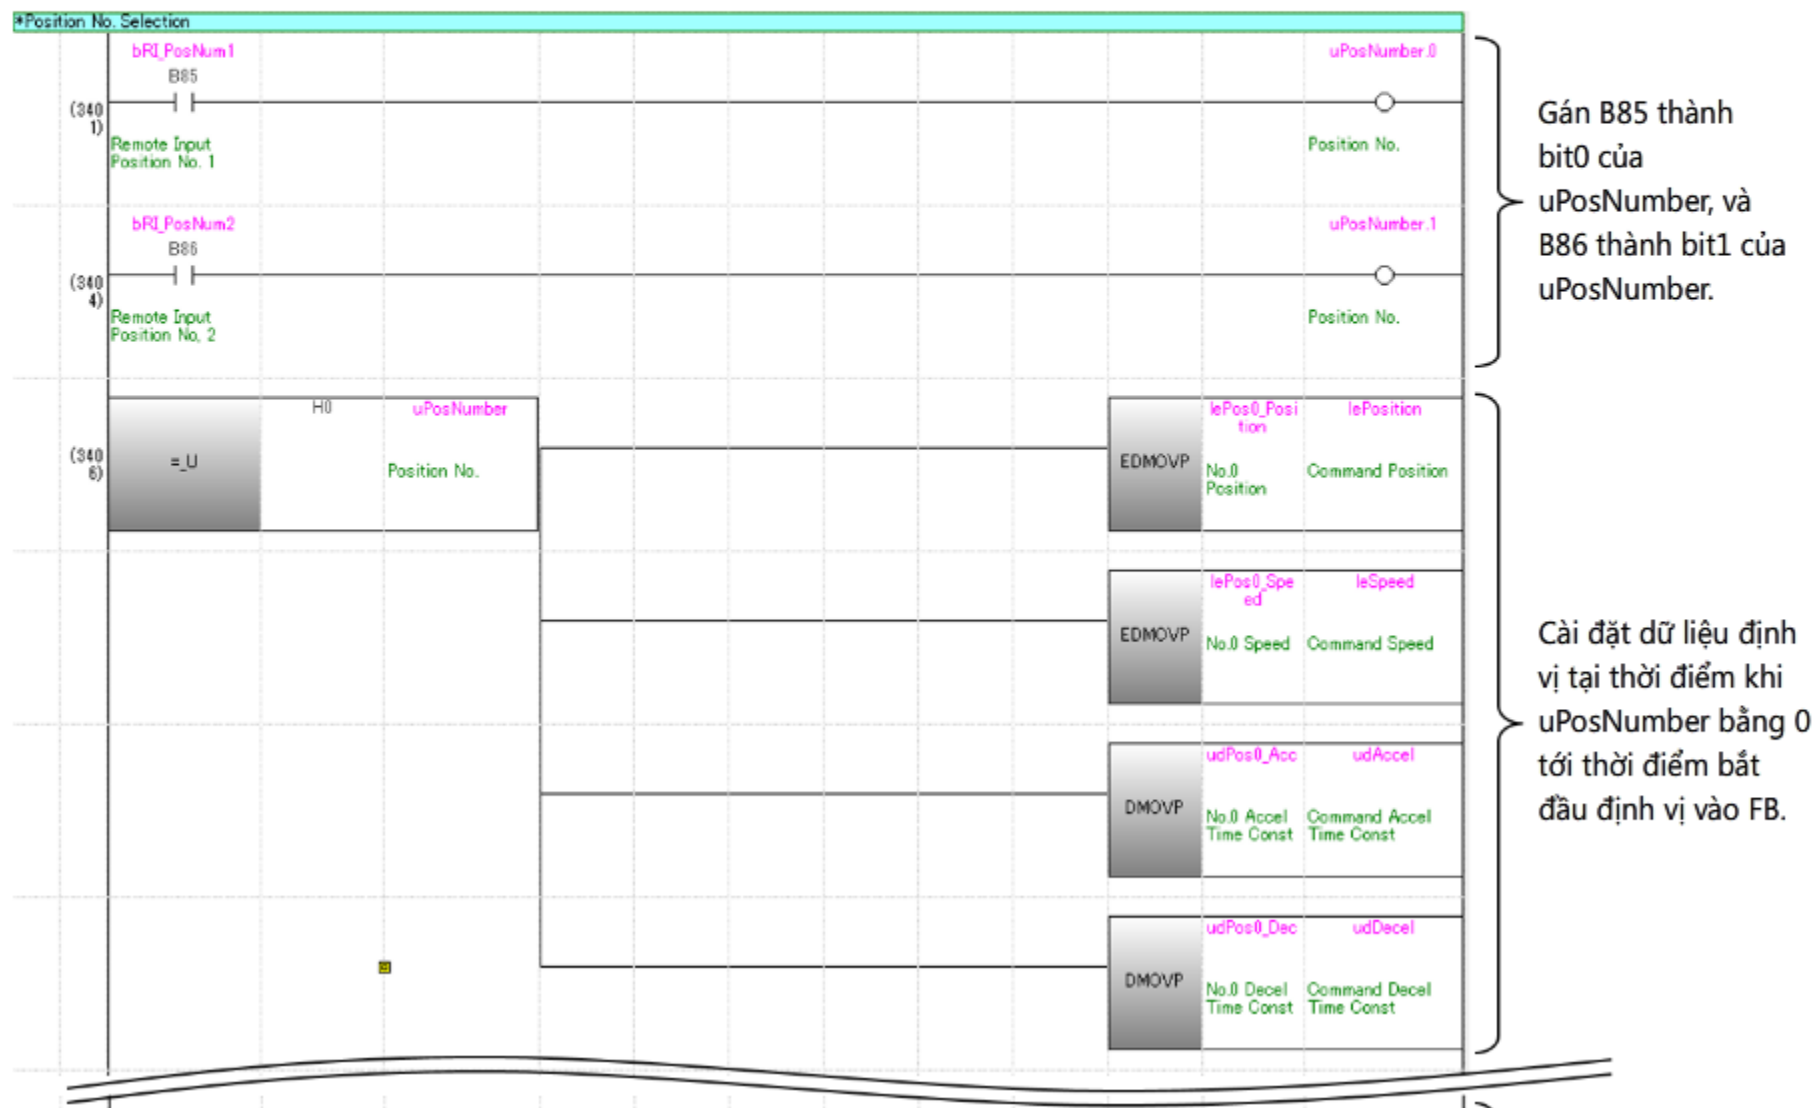 *Position No. Selection
bRI_PosNum1
uPosNumber.0
B85
(340
1)
Remote Input
Position No. 1
Position No.
Gán B85 thành
bit0 của
uPosNumber, và
B86 thành bit1 của
uPosNumber.
bRI_PosNum2
uPosNumber.1
B86
(340
4)
Remote Input
Position No. 2
Position No.
(340
6)
=_U
H0
uPosNumber
Position No.
EDMOVP
lePos0_Posi
tion
lePosition
No.0
Position
Command Position
EDMOVP
lePos0_Spe
ed
leSpeed
No.0 Speed
Command Speed
DMOVP
udPos0_Acc
udAccel
No.0 Accel
Time Const
Command Accel
Time Const
DMOVP
udPos0_Dec
udDecel
No.0 Decel
Time Const
Command Decel
Time Const
Cài đặt dữ liệu định
vị tại thời điểm khi
uPosNumber bằng 0
tới thời điểm bắt
đầu định vị vào FB.